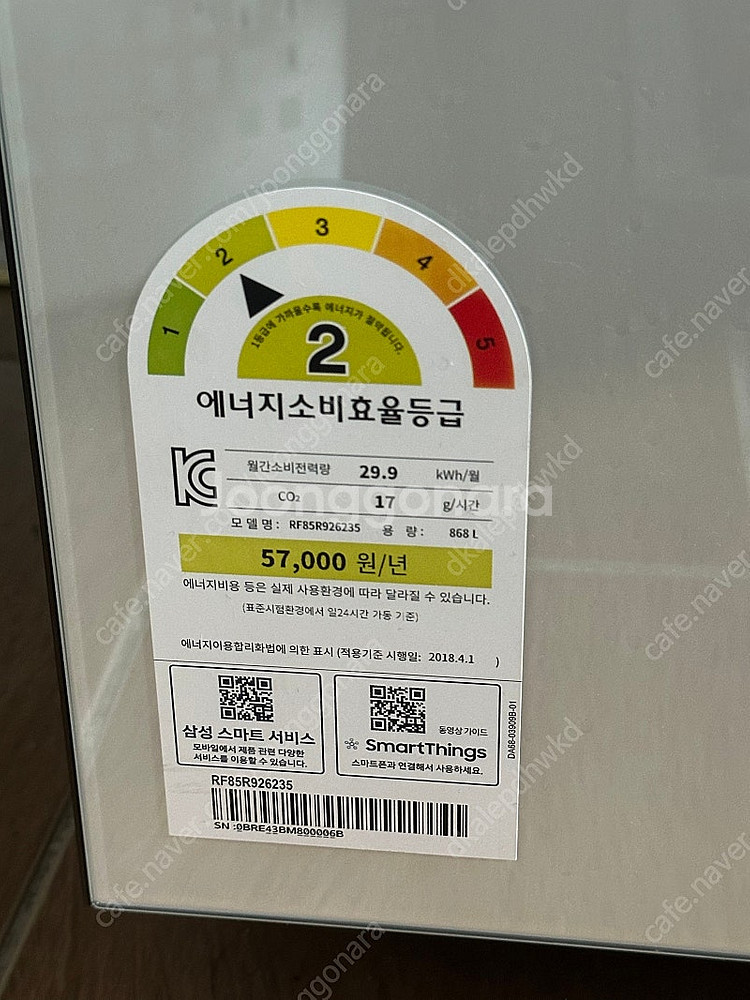 1
2
3
4
5
1등급에 가까울수록 에너지가 절약됩니다.
2
에너지소비효율등급
월간소비전력량 29.9 kWh/월
CO₂ 17 g/시간
모델명: RF85R926235 용 량: 868 L
57,000 원/년
에너지비용 등은 실제 사용환경에 따라 달라질 수 있습니다.
(표준시험환경에서 일24시간 가동 기준)
에너지이용합리화법에 의한 표시 (적용기준 시행일: 2018.4.1 )
삼성 스마트 서비스
모바일에서 제품 관련 다양한
서비스를 이용할 수 있습니다.
동영상 가이드
SmartThings
스마트폰과 연결해서 사용하세요.
DA68-03909B-01
RF85R926235
SN :0BRE43BM800006B
Joonggonara
cafe.naver.com/joonggonara
dkslepdhwkd